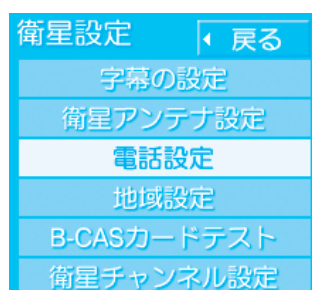 衛星設定 戻る
字幕の設定
衛星アンテナ設定
電話設定
地域設定
B-CASカードテスト
衛星チャンネル設定